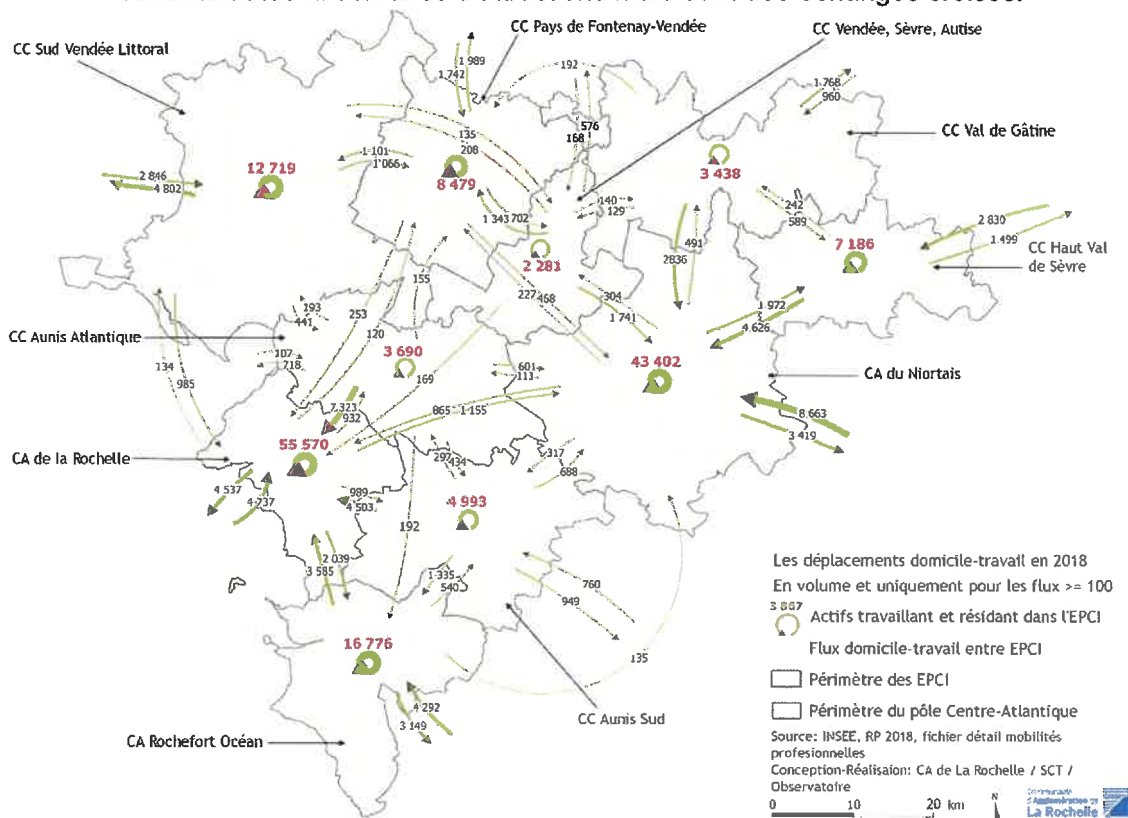 CC Pays de Fontenay-Vendée
CC Vendée, Sèvre, Autise
CC Sud Vendée Littoral
1 989
1 742
192
1 768
960
576
168
135
208
CC Val de Gâtine
1 101
1 066
12 719
8 479
3 438
2 846
4 802
140
129
242
589
1 343
702
2 830
1 499
491
2836
7 186
CC Haut Val
de Sèvre
2 281
155
227
468
304
1 741
1 972
4 626
193
441
253
120
CC Aunis Atlantique
107
718
3 690
169
601
111
43 402
CA du Niortais
134
985
7 323
932
865
1 155
8 663
3 419
55 570
CA de la Rochelle
297
434
317
688
4 537
4 737
989
4 503
4 993
192
2 039
3 585
1 335
540
760
949
135
16 776
4 292
3 149
CC Aunis Sud
CA Rochefort Océan
Les déplacements domicile-travail en 2018
En volume et uniquement pour les flux >= 100
3 867
Actifs travaillant et résidant dans l'EPCI
Flux domicile-travail entre EPCI
Périmètre des EPCI
Périmètre du pôle Centre-Atlantique
Source: INSEE, RP 2018, fichier détail mobilités
profesionnelles
Conception-Réalisaion: CA de La Rochelle / SCT /
Observatoire
0 10 20 km
N
Communauté
d'Agglomération de
La Rochelle